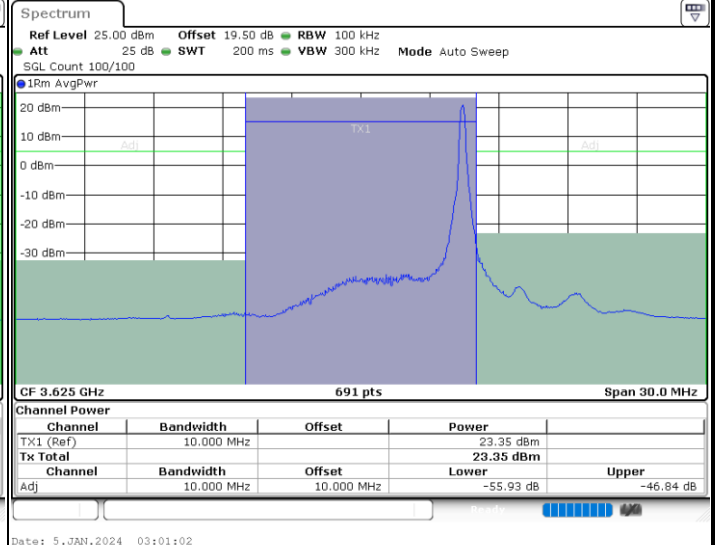 Spectrum
Ref Level 25.00 dBm Offset 19.50 dB RBW 100 kHz
Att 25 dB SWT 200 ms VBW 300 kHz Mode Auto Sweep
SGL Count 100/100
1Rm AvgPwr
20 dBm
TX1
10 dBm
Adj Adj
0 dBm
-10 dBm
-20 dBm
-30 dBm
CF 3.625 GHz 691 pts Span 30.0 MHz
Channel Power
Channel Bandwidth Offset Power
TX1 (Ref) 10.000 MHz 23.35 dBm
Tx Total 23.35 dBm
Channel Bandwidth Offset Lower Upper
Adj 10.000 MHz 10.000 MHz -55.93 dB -46.84 dB
Ready
Date: 5.JAN.2024 03:01:02